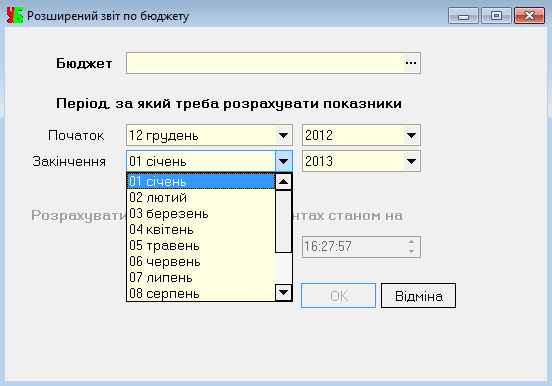 УБ Розширений звіт по бюджету
Бюджет ...
Період, за який треба розрахувати показники
Початок 12 грудень 2012
Закінчення 01 січень 2013
01 січень
02 лютий
Розрахувати нтах станом на
03 березень
04 квітень
05 травень
16:27:57
06 червень
07 липень
08 серпень
OK Відміна